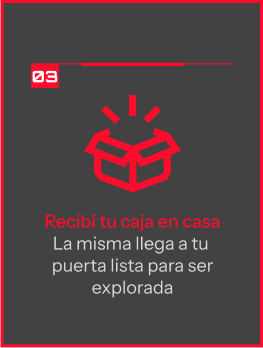 03
Recibí tu caja en casa
La misma llega a tu
puerta lista para ser
explorada